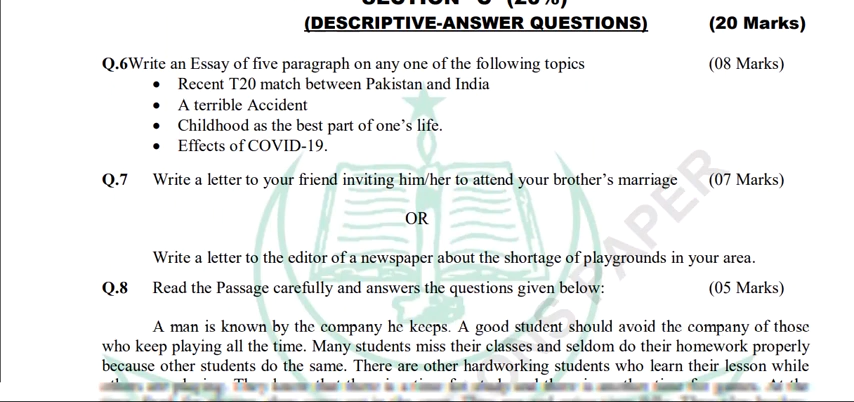 (DESCRIPTIVE-ANSWER QUESTIONS) (20 Marks)
Q.6Write an Essay of five paragraph on any one of the following topics (08 Marks)
• Recent T20 match between Pakistan and India
• A terrible Accident
• Childhood as the best part of one's life.
• Effects of COVID-19.
Q.7 Write a letter to your friend inviting him/her to attend your brother's marriage (07 Marks)
OR
Write a letter to the editor of a newspaper about the shortage of playgrounds in your area.
Q.8 Read the Passage carefully and answers the questions given below: (05 Marks)
A man is known by the company he keeps. A good student should avoid the company of those
who keep playing all the time. Many students miss their classes and seldom do their homework properly
because other students do the same. There are other hardworking students who learn their lesson while
PAPER